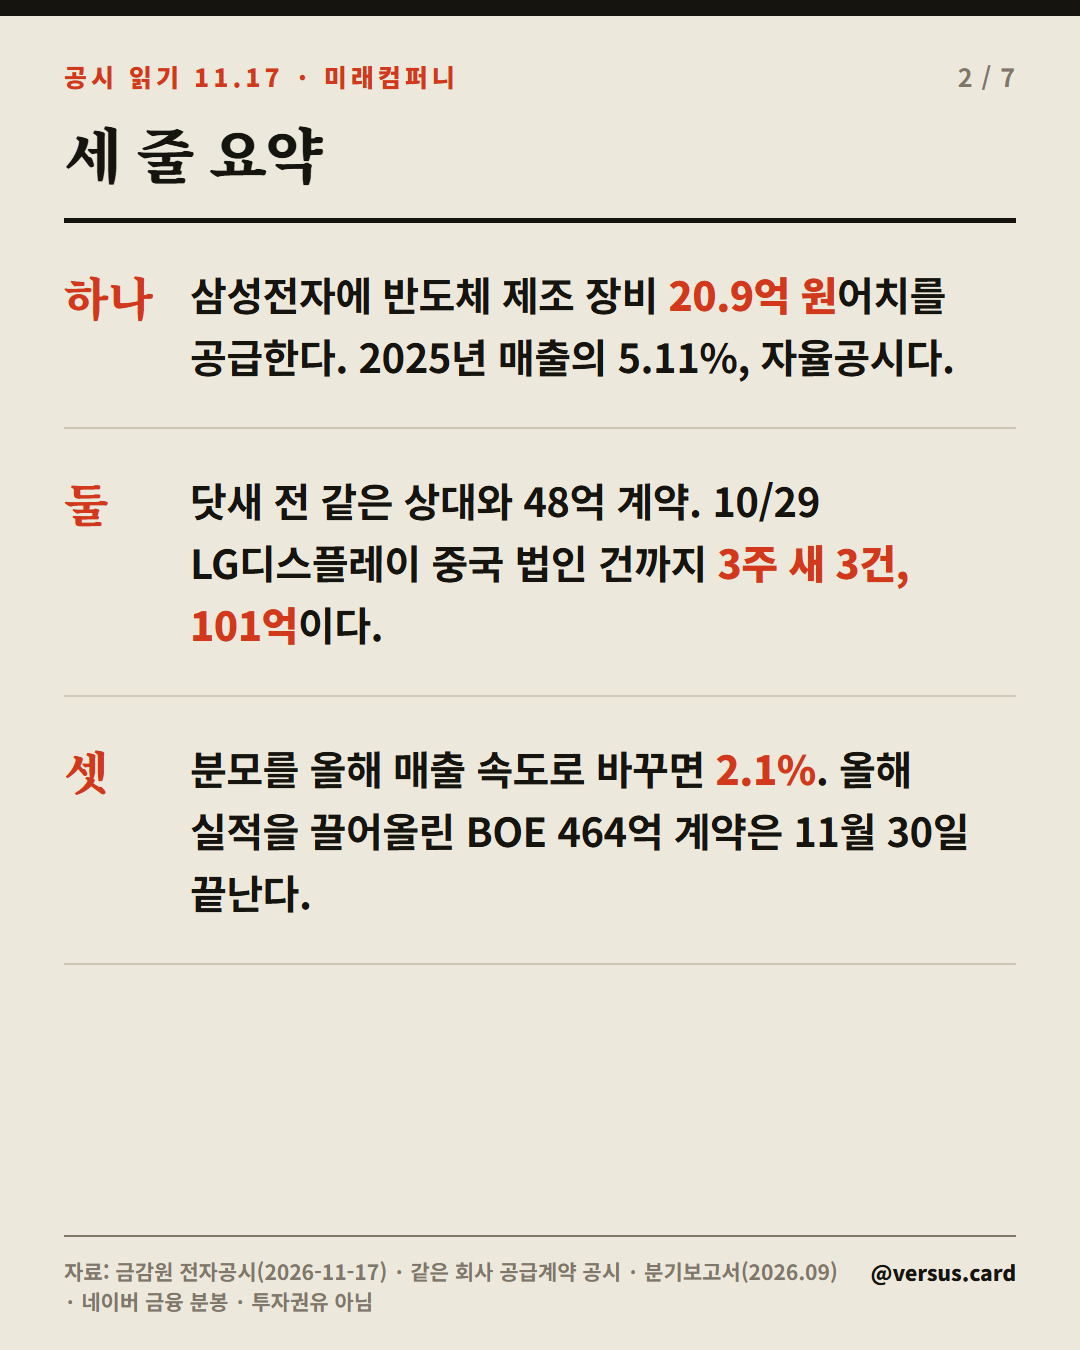 공시 읽기 11.17 · 미래컴퍼니
2 / 7
세 줄 요약
하나
삼성전자에 반도체 제조 장비 20.9억 원어치를
공급한다. 2025년 매출의 5.11%, 자율공시다.
둘
닷새 전 같은 상대와 48억 계약. 10/29
LG디스플레이 중국 법인 건까지 3주 새 3건,
101억이다.
셋
분모를 올해 매출 속도로 바꾸면 2.1%. 올해
실적을 끌어올린 BOE 464억 계약은 11월 30일
끝난다.
자료: 금감원 전자공시(2026-11-17) · 같은 회사 공급계약 공시 · 분기보고서(2026.09)
· 네이버 금융 분봉 · 투자권유 아님
@versus.card